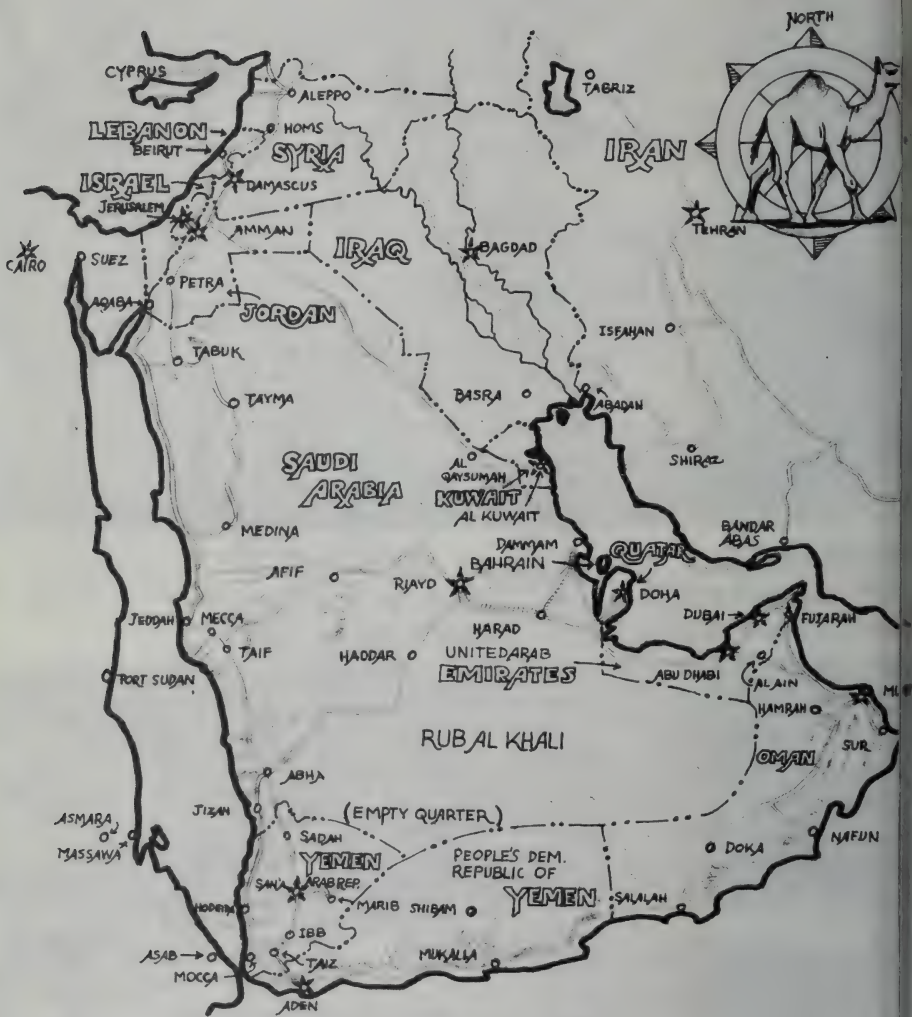 NORTH
CYPRUS
ALEPPO
TABRIZ
LEBANON
HOMS
BEIRUT
SYRIA
IRAN
ISRAEL
DAMASCUS
JERUSALEM
AMMAN
TEHRAN
CAIRO
SUEZ
IRAQ
BAGDAD
PETRA
AQABA
JORDAN
ISFAHAN
TABUK
TAYMA
BASRA
ABADAN
SAUDI
ARABIA
AL
QAYSUMAH
SHIRAZ
KUWAIT
AL KUWAIT
MEDINA
BANDAR
ABAS
DAMMAM
QUATAR
BAHRAIN
AFIF
RIAYD
DOHA
JEDDAH
MECCA
DUBAI
FUJARAH
HARAD
TAIF
HADDAR
UNITED ARAB
EMIRATES
ABU DHABI
AL AIN
PORT SUDAN
HAMRAH
SUR
RUB AL KHALI
OMAN
ABHA
JIZAH
(EMPTY QUARTER)
ASMARA
MASSAWA
SADAH
YEMEN
ARAB REP.
SAN'A
PEOPLE'S DEM.
REPUBLIC OF
YEMEN
DOKA
NAFUN
HODEIDA
MARIB
SHIBAM
SALALAH
IBB
ASAB
TAIZ
MUKALLA
MOCCA
ADEN